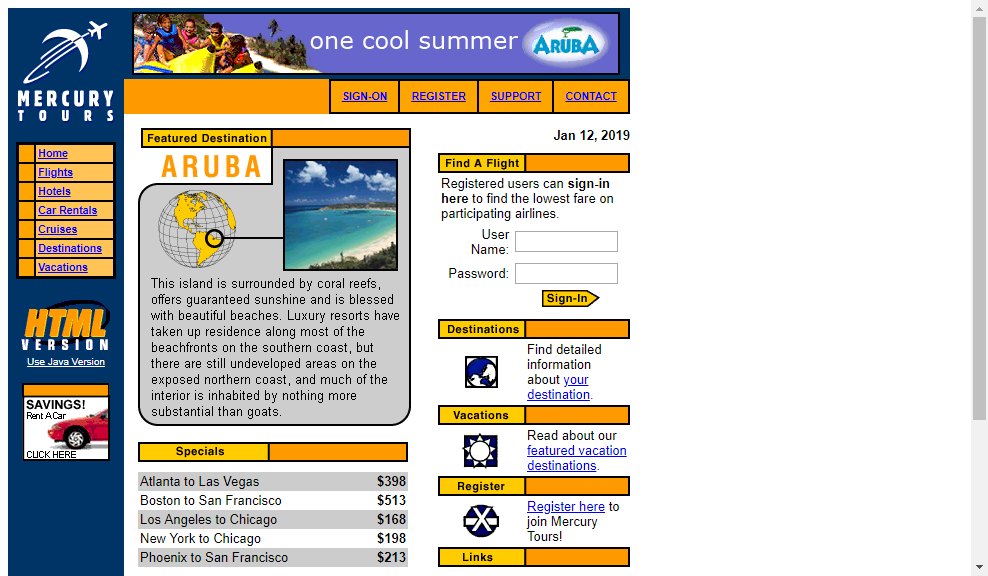 one cool summer ARUBA
MERCURY
TOURS
SIGN-ON REGISTER SUPPORT CONTACT
Home
Flights
Hotels
Car Rentals
Cruises
Destinations
Vacations
HTML
VERSION
Use Java Version
SAVINGS!
Rent A Car
CLICK HERE
Featured Destination
ARUBA
This island is surrounded by coral reefs,
offers guaranteed sunshine and is blessed
with beautiful beaches. Luxury resorts have
taken up residence along most of the
beachfronts on the southern coast, but
there are still undeveloped areas on the
exposed northern coast, and much of the
interior is inhabited by nothing more
substantial than goats.
Specials
Atlanta to Las Vegas $398
Boston to San Francisco $513
Los Angeles to Chicago $168
New York to Chicago $198
Phoenix to San Francisco $213
Jan 12, 2019
Find A Flight
Registered users can sign-in
here to find the lowest fare on
participating airlines.
User
Name:
Password:
Sign-In
Destinations
Find detailed
information
about your
destination.
Vacations
Read about our
featured vacation
destinations.
Register
Register here to
join Mercury
Tours!
Links